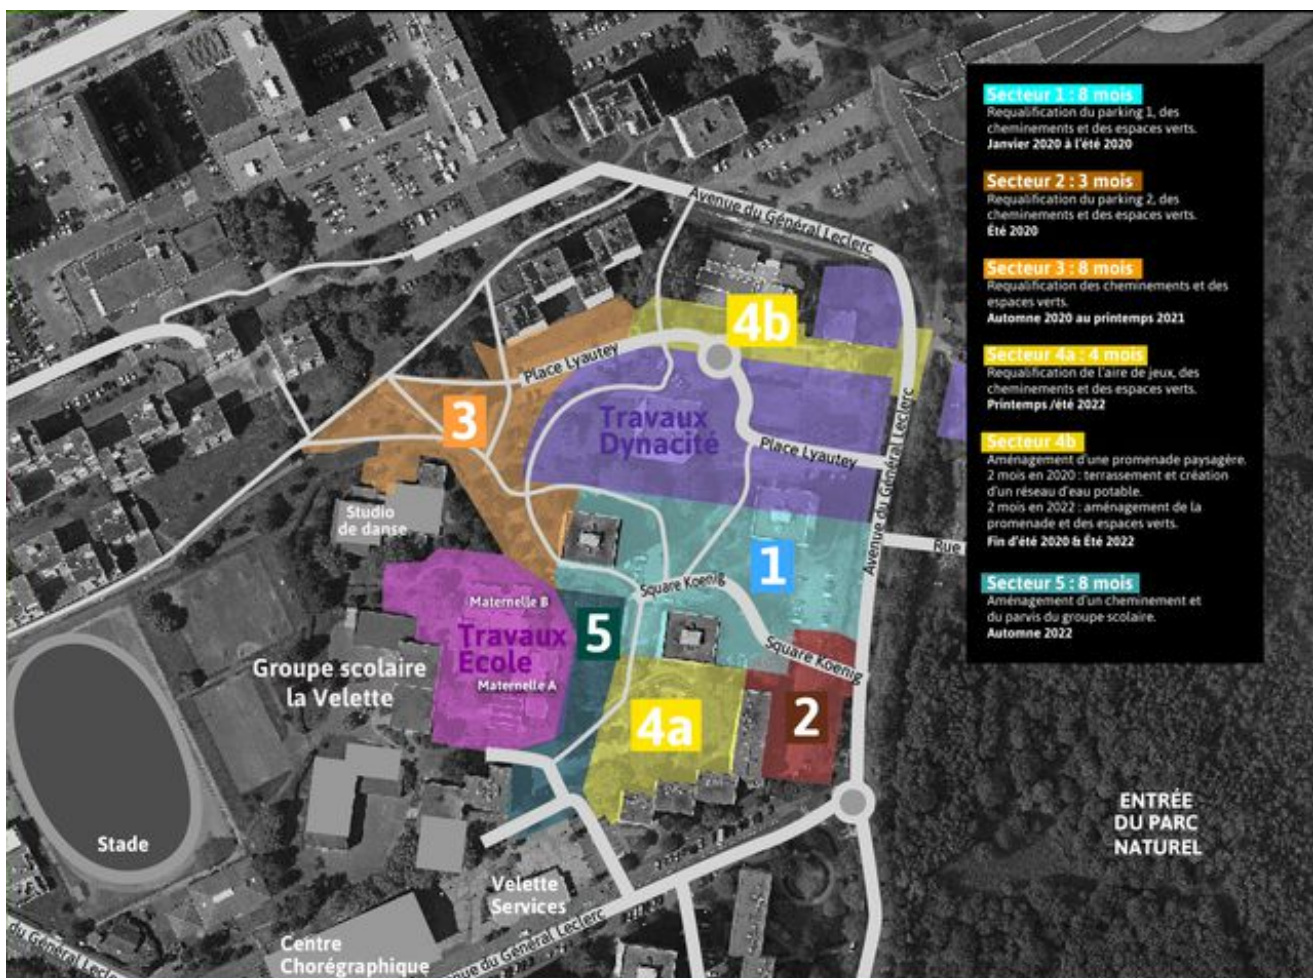 Secteur 1 : 8 mois
Requalification du parking 1, des
cheminements et des espaces verts.
Janvier 2020 à l'été 2020
Secteur 2 : 3 mois
Requalification du parking 2, des
cheminements et des espaces verts.
Été 2020
Secteur 3 : 8 mois
Requalification des cheminements et des
espaces verts.
Automne 2020 au printemps 2021
Secteur 4a : 4 mois
Requalification de l'aire de jeux, des
cheminements et des espaces verts.
Printemps /été 2022
Secteur 4b
Aménagement d'une promenade paysagère.
2 mois en 2020 : terrassement et création
d'un réseau d'eau potable.
2 mois en 2022 : aménagement de la
promenade et des espaces verts.
Fin d'été 2020 & Été 2022
Secteur 5 : 8 mois
Aménagement d'un cheminement et
du parvis du groupe scolaire.
Automne 2022
Avenue du Général Leclerc
4b
Place Lyautey
3
Travaux
Dynacité
Place Lyautey
Avenue du Général Leclerc
Studio
de danse
Rue
1
Square Koenig
Maternelle B
5
Travaux
École
Square Koenig
Groupe scolaire
la Velette
Maternelle A
2
4a
ENTRÉE
DU PARC
NATUREL
Stade
Velette
Services
Centre
Chorégraphique
du Général Leclerc
enue du Général Leclerc